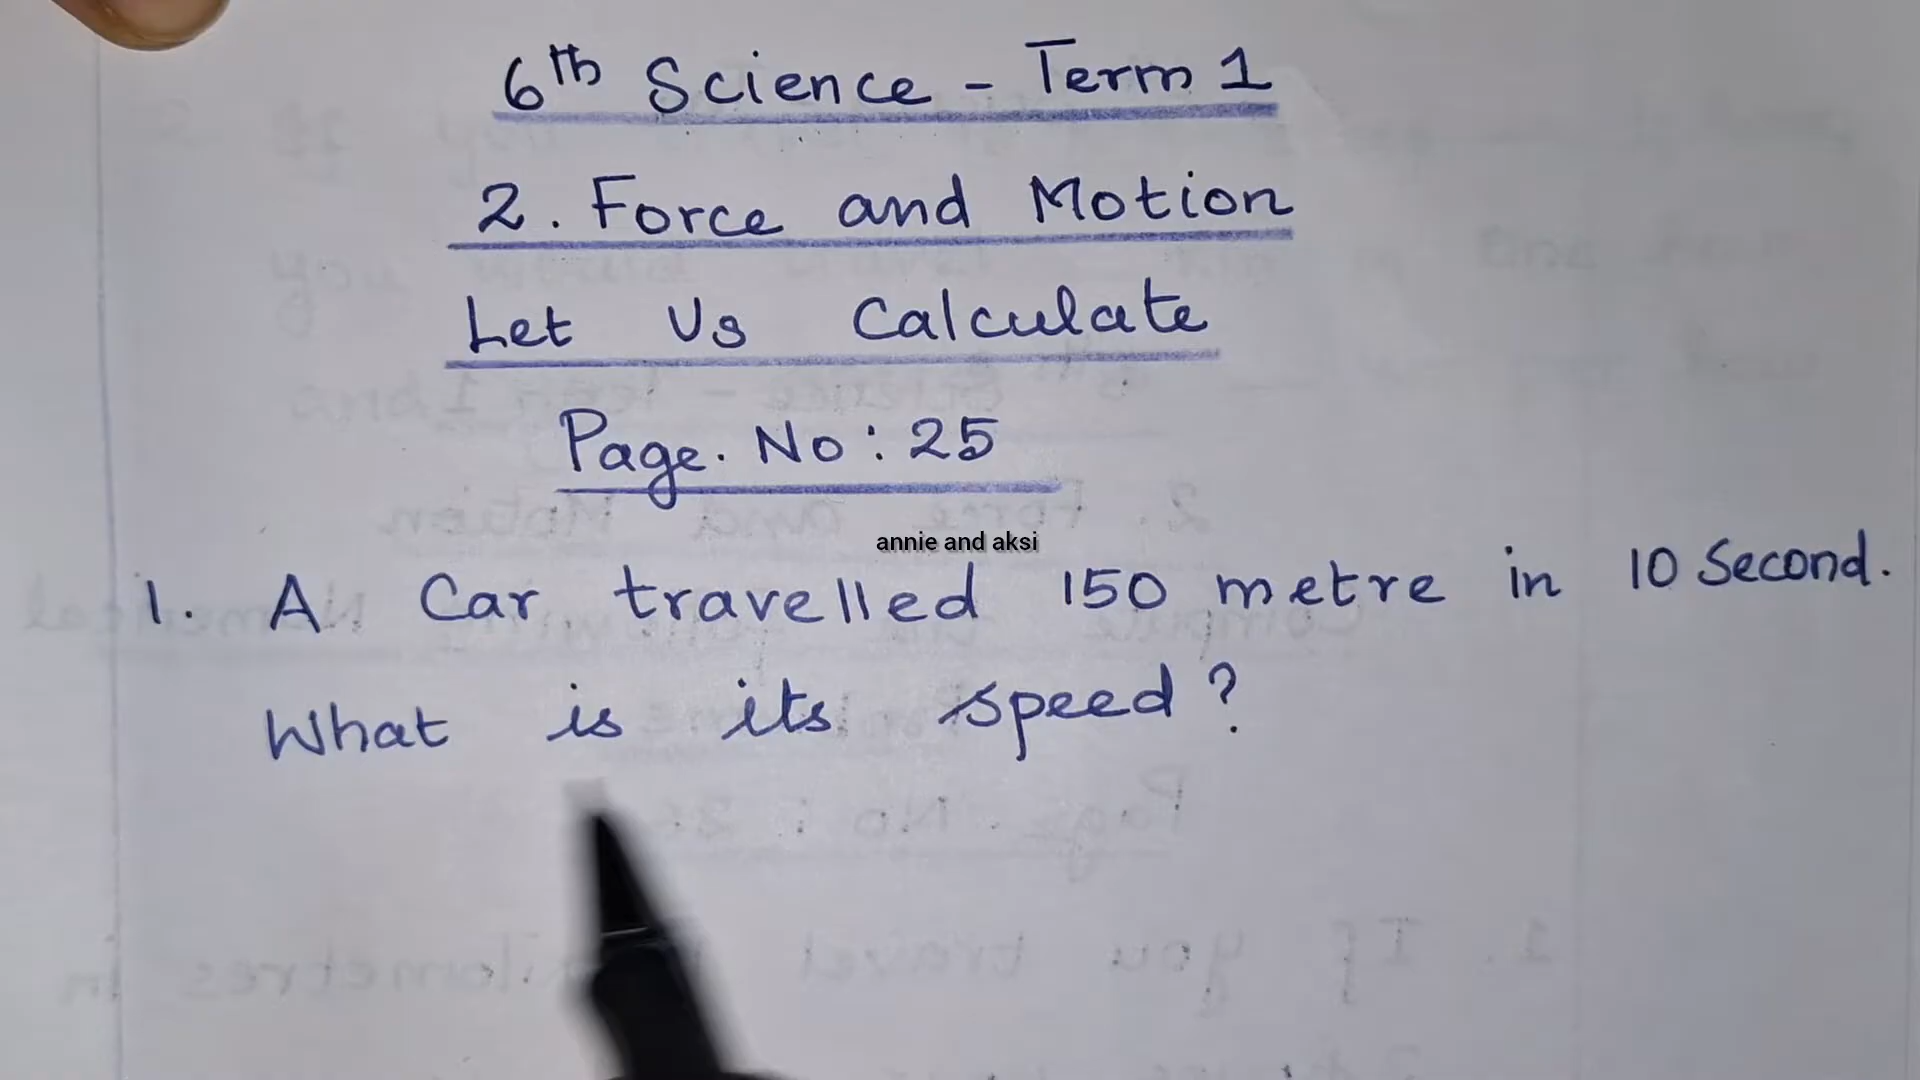 6th Science - Term 1
2. Force and Motion
Let Us Calculate
Page. No: 25
annie and aksi
1. A Car travelled 150 metre in 10 Second.
What is its speed?